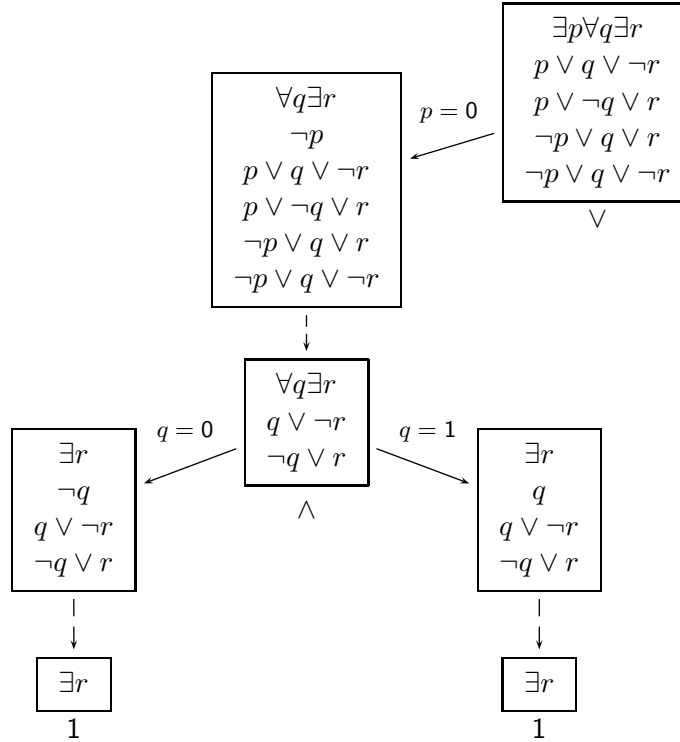 ∃p∀q∃r
p ∨ q ∨ ¬r
p ∨ ¬q ∨ r
¬p ∨ q ∨ r
¬p ∨ q ∨ ¬r
∨
p = 0
∀q∃r
¬p
p ∨ q ∨ ¬r
p ∨ ¬q ∨ r
¬p ∨ q ∨ r
¬p ∨ q ∨ ¬r
∀q∃r
q ∨ ¬r
¬q ∨ r
∧
q = 0
q = 1
∃r
¬q
q ∨ ¬r
¬q ∨ r
∃r
1
∃r
q
q ∨ ¬r
¬q ∨ r
∃r
1